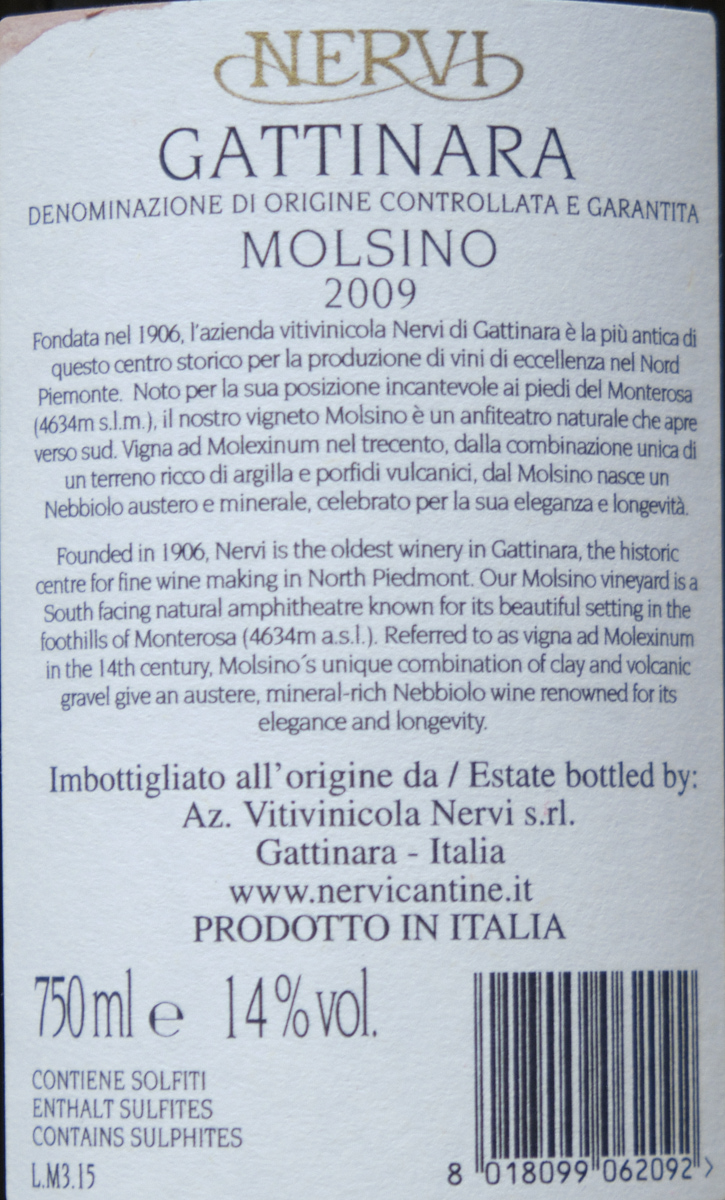 NERVI
GATTINARA
DENOMINAZIONE DI ORIGINE CONTROLLATA E GARANTITA
MOLSINO
2009
Fondata nel 1906, l'azienda vitivinicola Nervi di Gattinara è la più antica di
questo centro storico per la produzione di vini di eccellenza nel Nord
Piemonte. Noto per la sua posizione incantevole ai piedi del Monterosa
(4634m s.l.m.), il nostro vigneto Molsino è un anfiteatro naturale che apre
verso sud. Vigna ad Molexinum nel trecento, dalla combinazione unica di
un terreno ricco di argilla e porfidi vulcanici, dal Molsino nasce un
Nebbiolo austero e minerale, celebrato per la sua eleganza e longevità.
Founded in 1906, Nervi is the oldest winery in Gattinara, the historic
centre for fine wine making in North Piedmont. Our Molsino vineyard is a
South facing natural amphitheatre known for its beautiful setting in the
foothills of Monterosa (4634m a.s.l.). Referred to as vigna ad Molexinum
in the 14th century, Molsino´s unique combination of clay and volcanic
gravel give an austere, mineral-rich Nebbiolo wine renowned for its
elegance and longevity.
Imbottigliato all'origine da / Estate bottled by:
Az. Vitivinicola Nervi s.r.l.
Gattinara - Italia
www.nervicantine.it
PRODOTTO IN ITALIA
750 ml e 14% vol.
CONTIENE SOLFITI
ENTHALT SULFITES
CONTAINS SULPHITES
L.M3.15
8 018099 062092 >